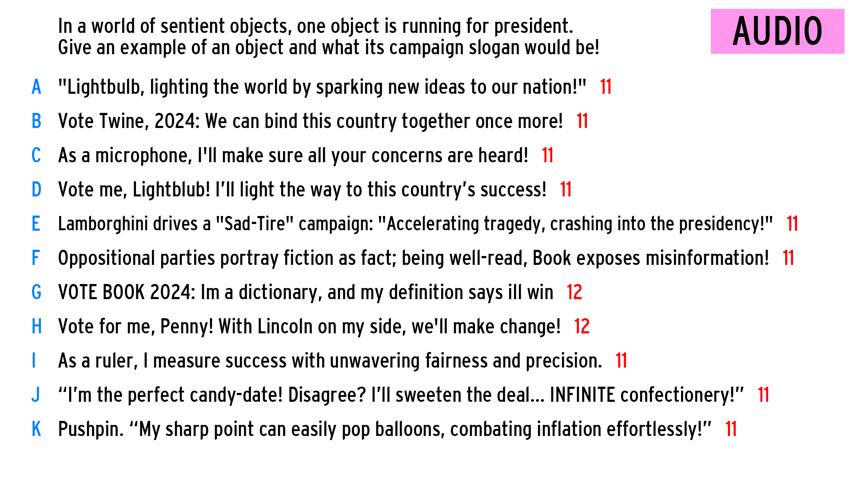 In a world of sentient objects, one object is running for president.
Give an example of an object and what its campaign slogan would be!
AUDIO
A "Lightbulb, lighting the world by sparking new ideas to our nation!" 11
B Vote Twine, 2024: We can bind this country together once more! 11
C As a microphone, I'll make sure all your concerns are heard! 11
D Vote me, Lightblub! I’ll light the way to this country’s success! 11
E Lamborghini drives a "Sad-Tire" campaign: "Accelerating tragedy, crashing into the presidency!" 11
F Oppositional parties portray fiction as fact; being well-read, Book exposes misinformation! 11
G VOTE BOOK 2024: Im a dictionary, and my definition says ill win 12
H Vote for me, Penny! With Lincoln on my side, we'll make change! 12
I As a ruler, I measure success with unwavering fairness and precision. 11
J “I’m the perfect candy-date! Disagree? I’ll sweeten the deal... INFINITE confectionery!” 11
K Pushpin. “My sharp point can easily pop balloons, combating inflation effortlessly!” 11